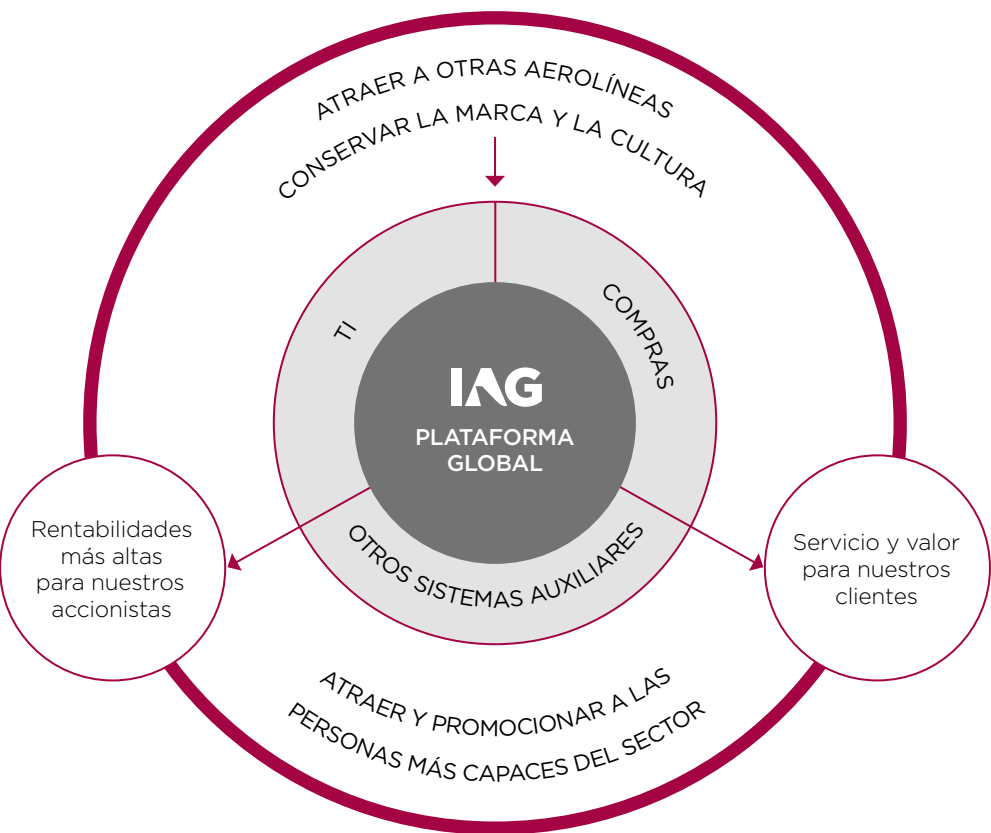 ATRAER A OTRAS AEROLÍNEAS
CONSERVAR LA MARCA Y LA CULTURA
TI
COMPRAS
IAG
PLATAFORMA
GLOBAL
OTROS SISTEMAS AUXILIARES
Rentabilidades
más altas
para nuestros
accionistas
Servicio y valor
para nuestros
clientes
ATRAER Y PROMOCIONAR A LAS
PERSONAS MÁS CAPACES DEL SECTOR